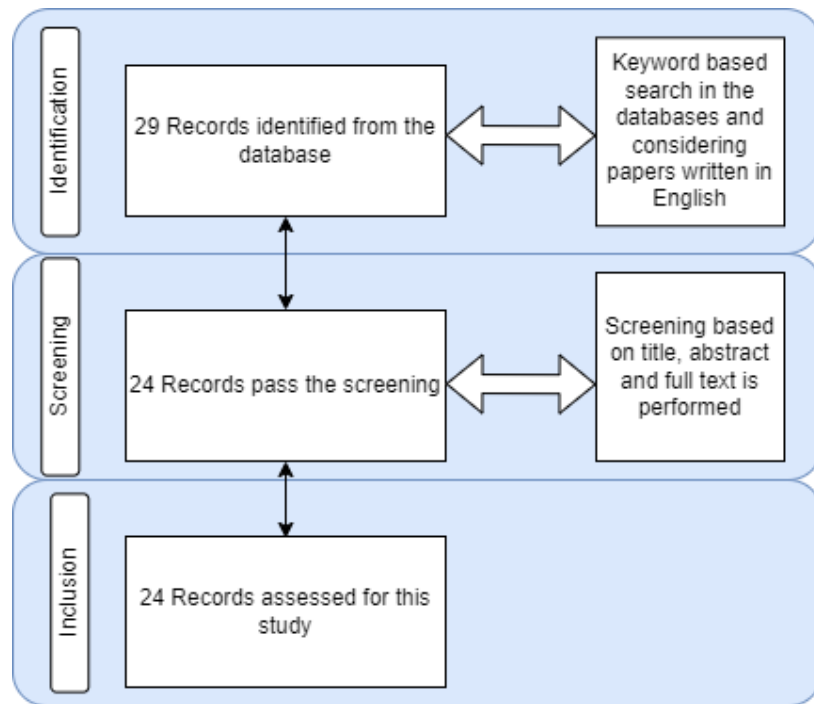 Identification
29 Records identified from the
database
Keyword based
search in the
databases and
considering
papers written in
English
Screening
24 Records pass the screening
Screening based
on title, abstract
and full text is
performed
Inclusion
24 Records assessed for this
study